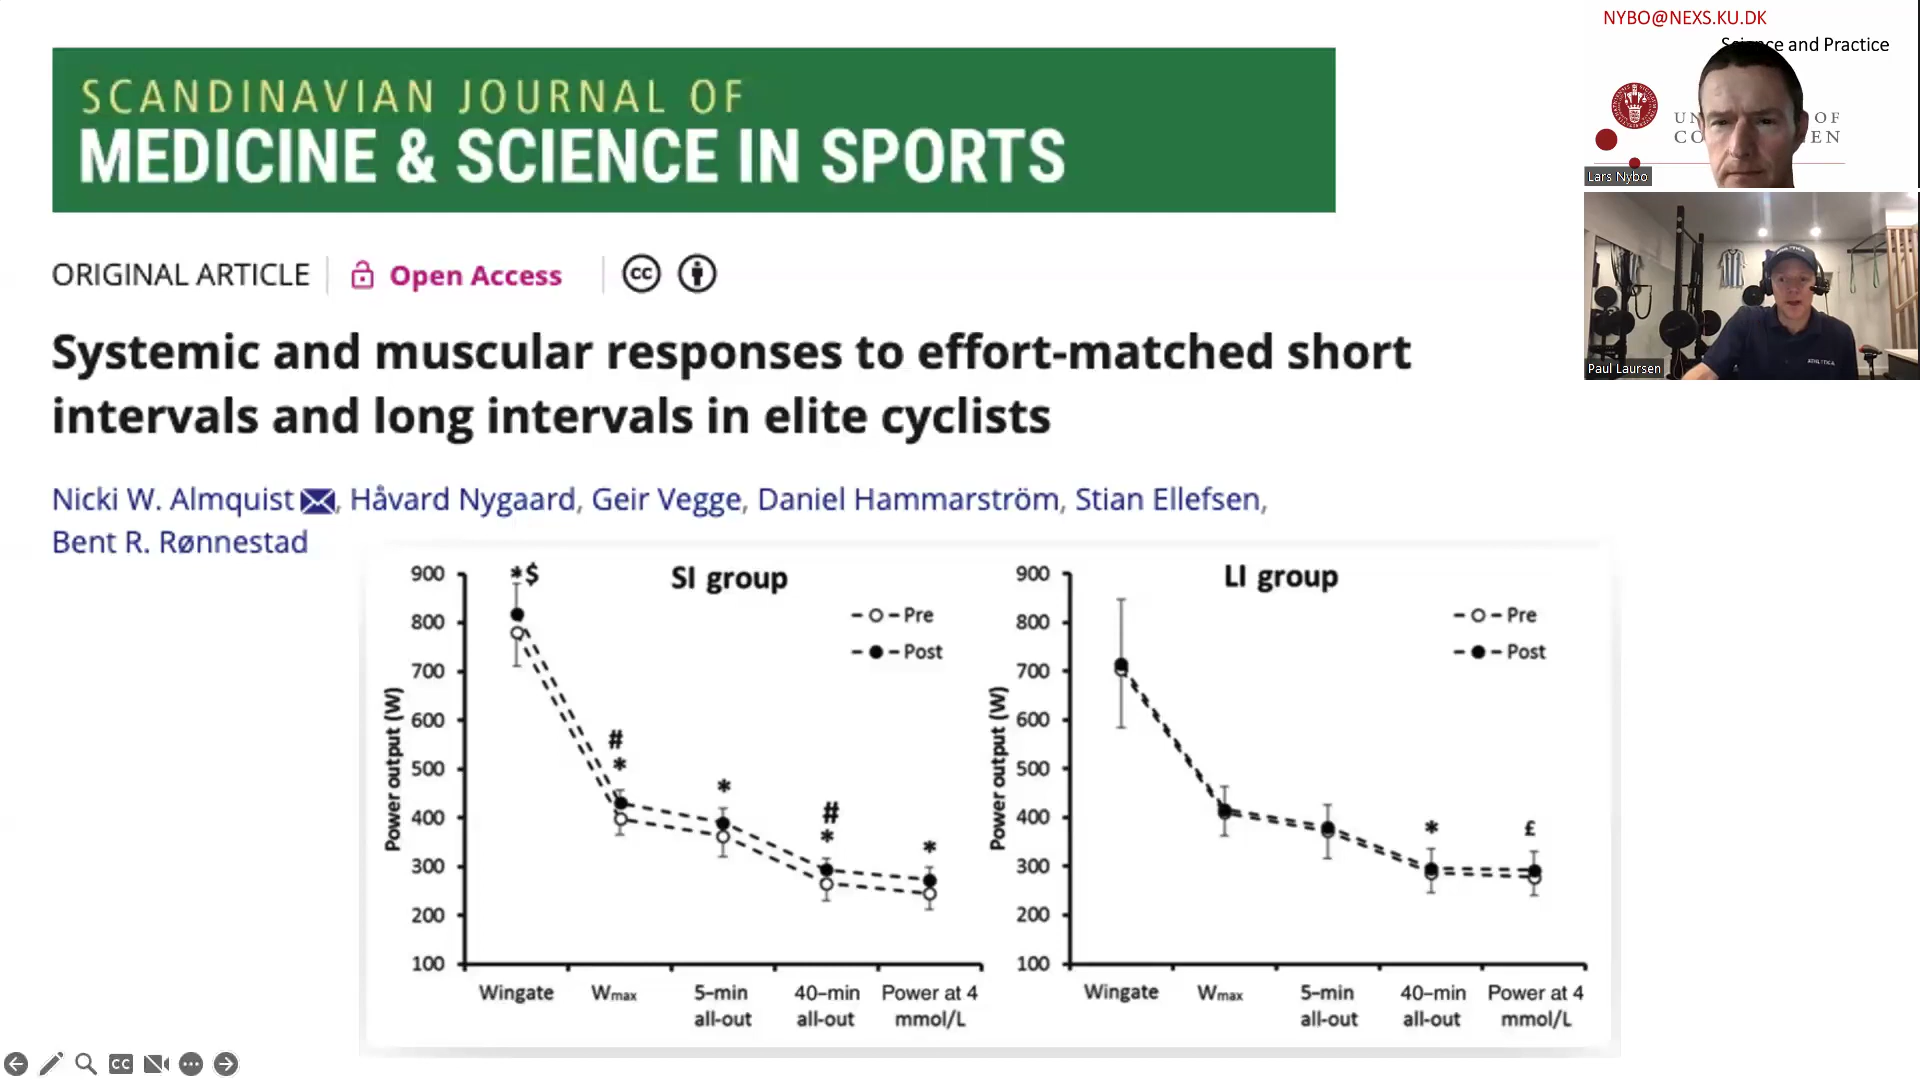 NYBO@NEXS.KU.DK
and Practice
OF
Lars Nybo
Paul Laursen
SCANDINAVIAN JOURNAL OF
MEDICINE & SCIENCE IN SPORTS
ORIGINAL ARTICLE
Open Access
cc
Systemic and muscular responses to effort-matched short
intervals and long intervals in elite cyclists
Nicki W. Almquist, Håvard Nygaard, Geir Vegge, Daniel Hammarström, Stian Ellefsen,
Bent R. Rønnestad
SI group
Pre
Post
Power output (W)
900
800
700
600
500
400
300
200
100
*$
#
*
*
#
*
*
Wingate Wmax 5-min 40-min Power at 4
all-out all-out mmol/L
LI group
Pre
Post
Power output (W)
900
800
700
600
500
400
300
200
100
* £
Wingate Wmax 5-min 40-min Power at 4
all-out all-out mmol/L
CC